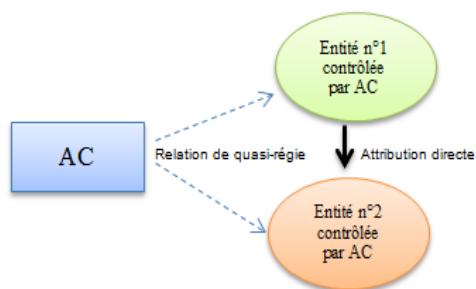 Entité n°1
contrôlée
par AC
AC
Relation de quasi-régie
Attribution directe
Entité n°2
contrôlée
par AC